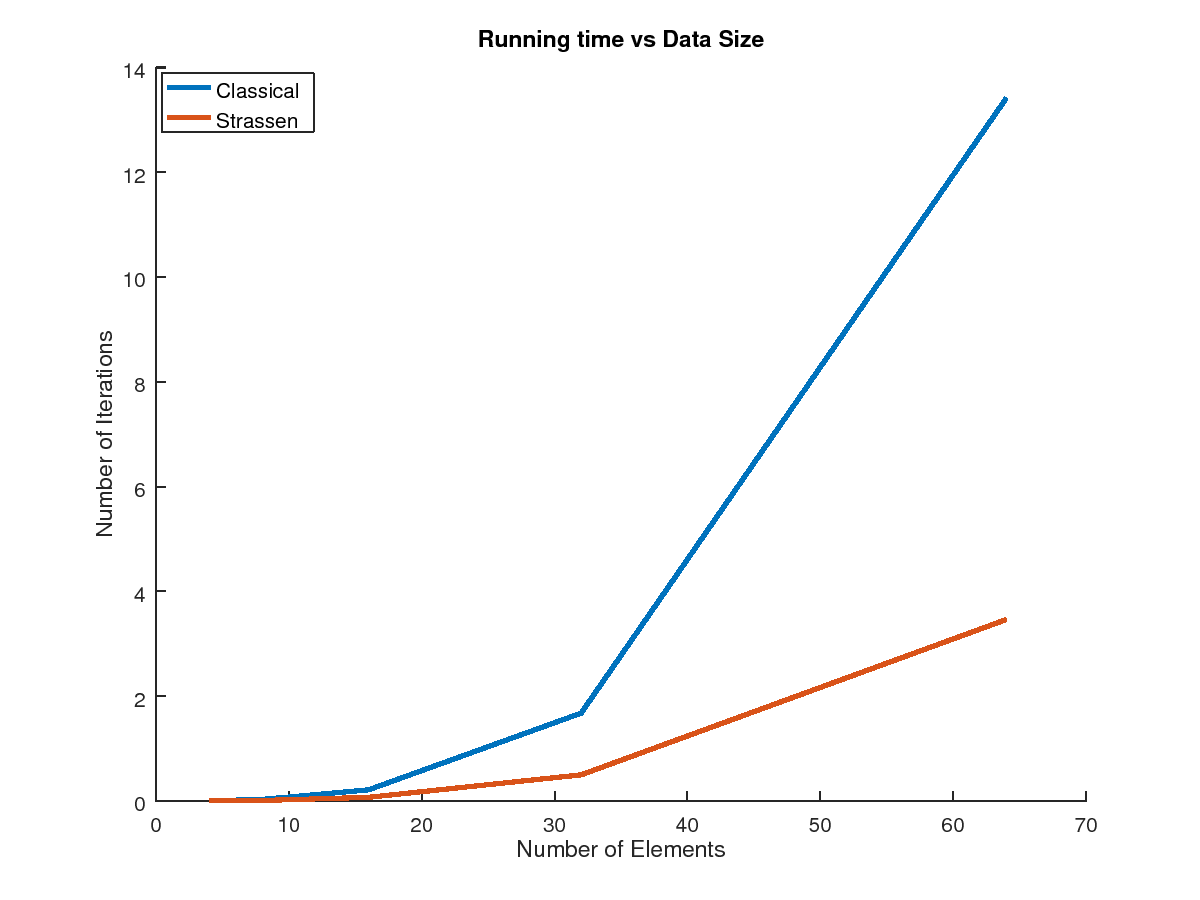 Running time vs Data Size
Classical
Strassen
14
12
10
8
6
4
2
0
Number of Iterations
0 10 20 30 40 50 60 70
Number of Elements